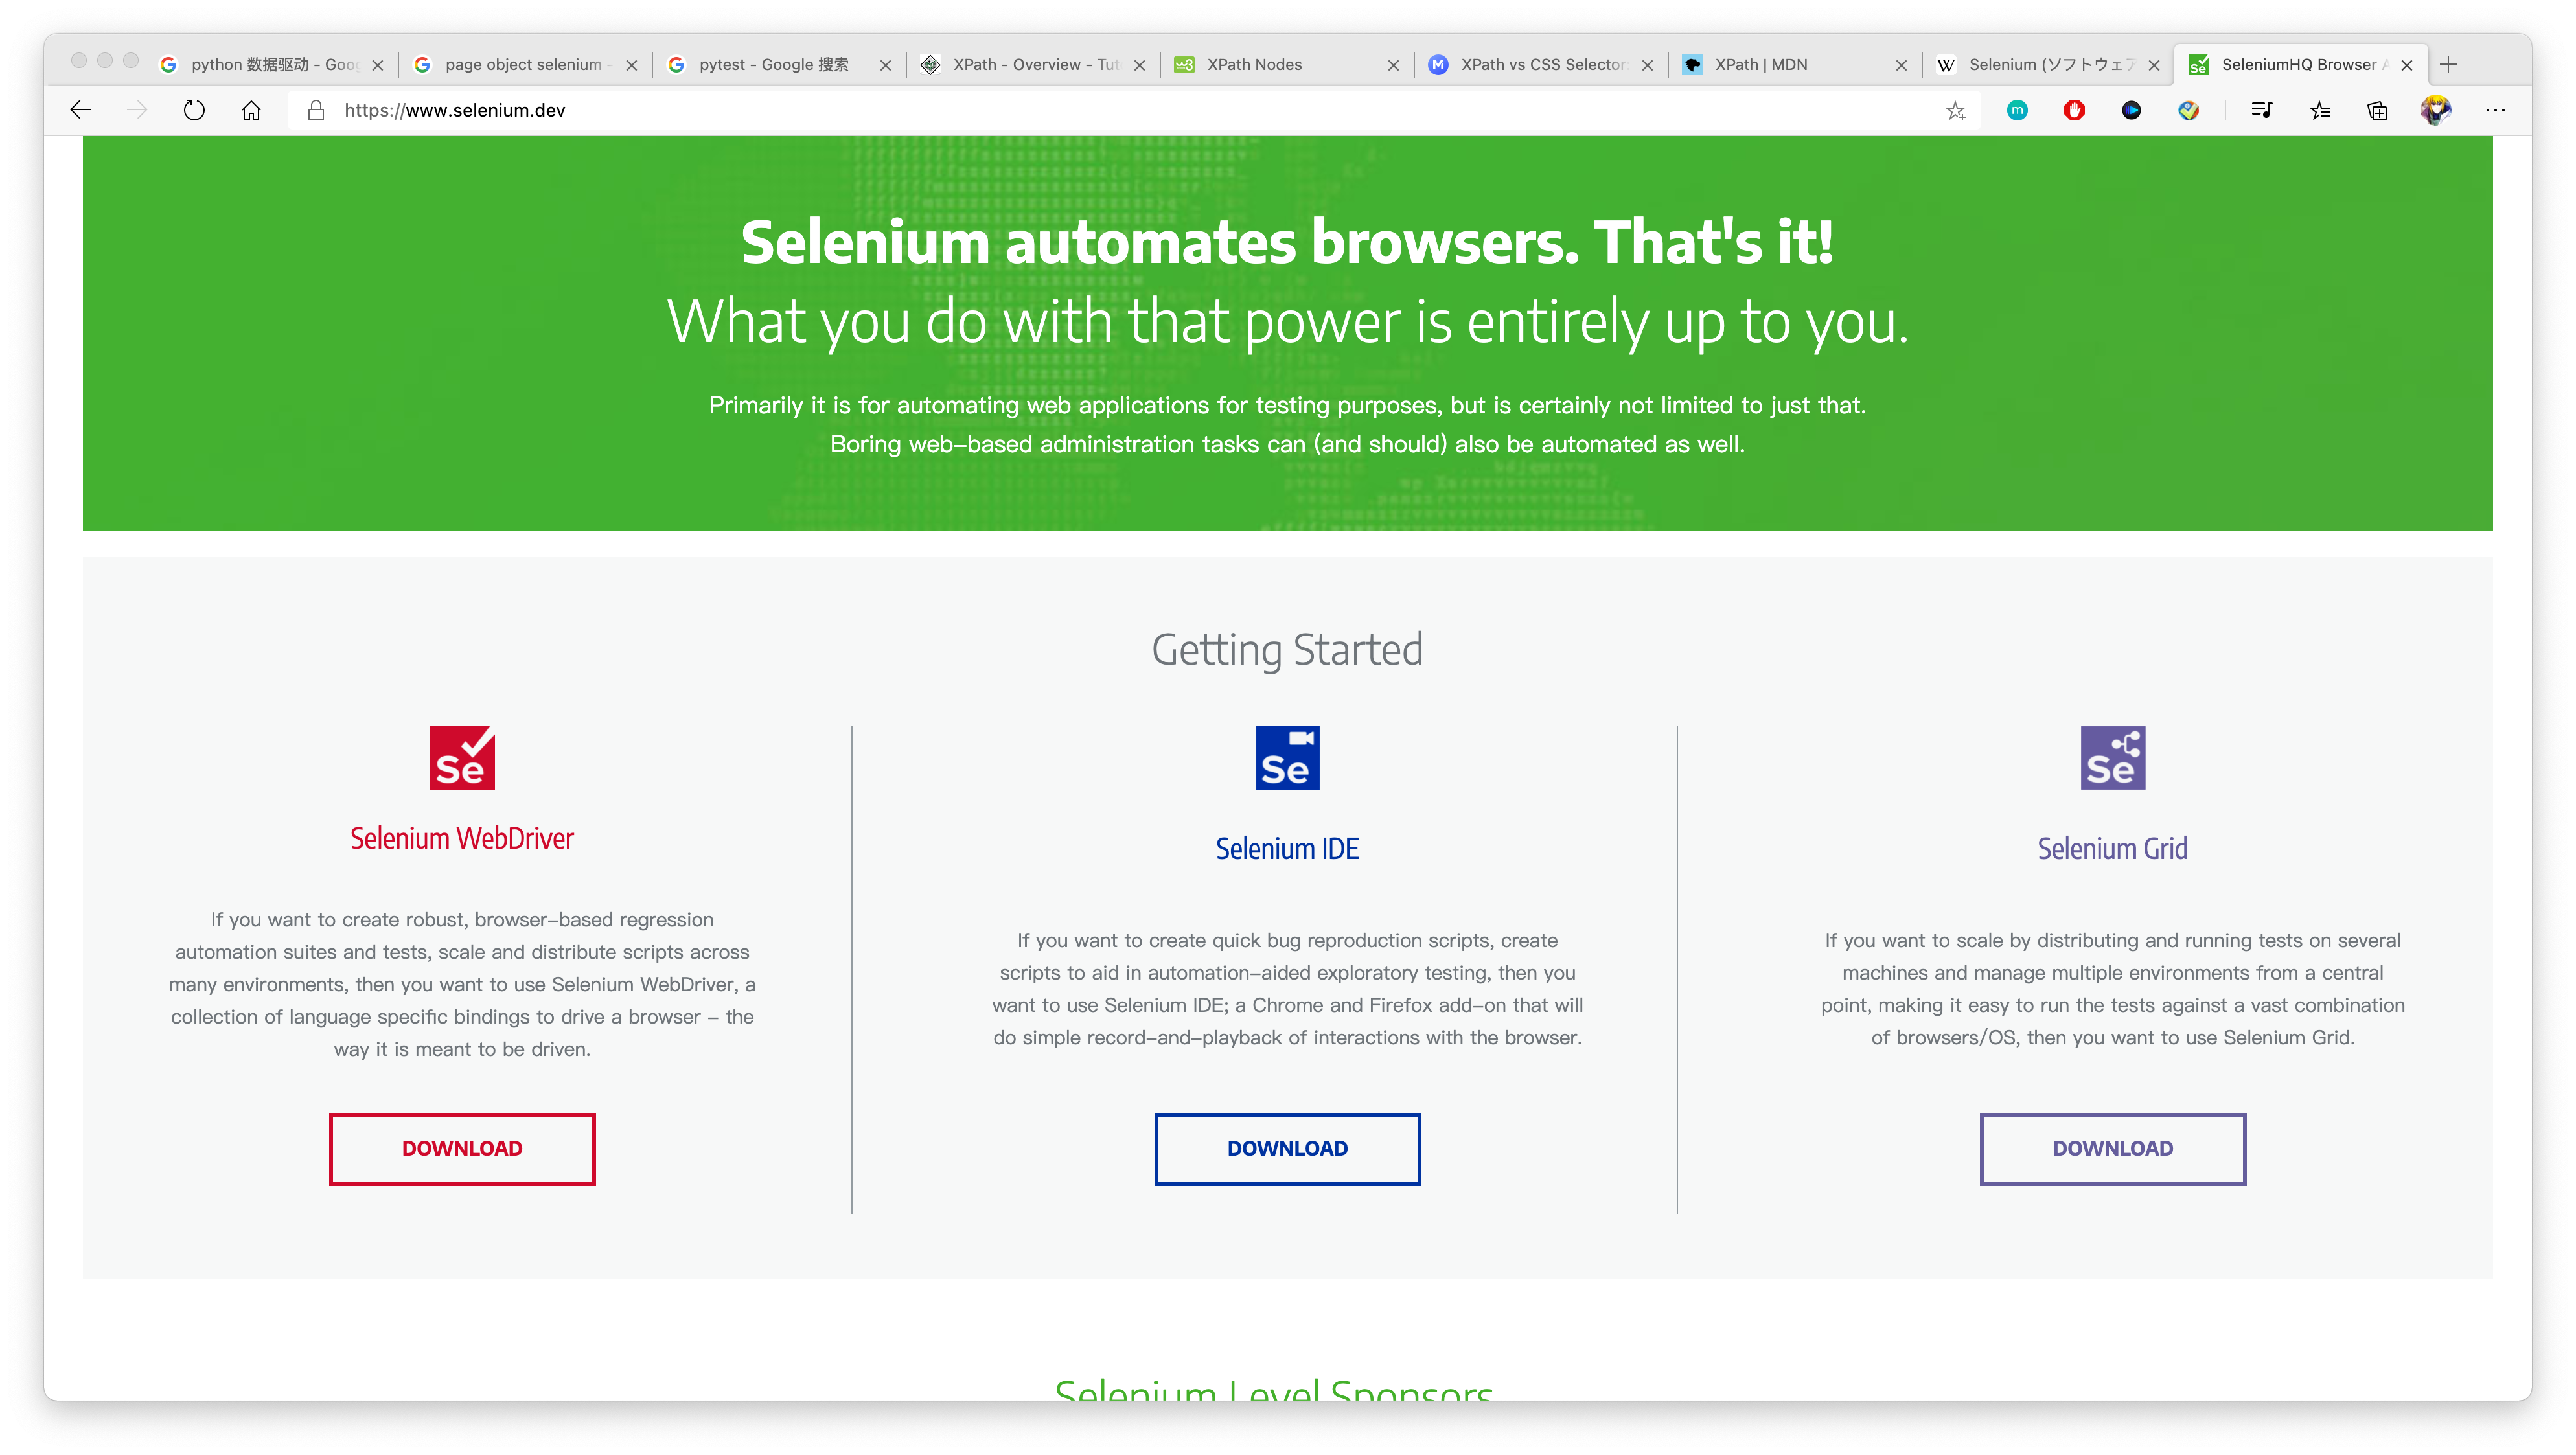 python 数据驱动 - Goog
page object selenium -
pytest - Google 搜索
XPath - Overview - Tut
XPath Nodes
XPath vs CSS Selector
XPath | MDN
Selenium (ソフトウェア
SeleniumHQ Browser A
https://www.selenium.dev
Selenium automates browsers. That's it!
What you do with that power is entirely up to you.
Primarily it is for automating web applications for testing purposes, but is certainly not limited to just that.
Boring web-based administration tasks can (and should) also be automated as well.
Getting Started
Se
Selenium WebDriver
If you want to create robust, browser-based regression
automation suites and tests, scale and distribute scripts across
many environments, then you want to use Selenium WebDriver, a
collection of language specific bindings to drive a browser – the
way it is meant to be driven.
DOWNLOAD
Se
Selenium IDE
If you want to create quick bug reproduction scripts, create
scripts to aid in automation-aided exploratory testing, then you
want to use Selenium IDE; a Chrome and Firefox add-on that will
do simple record-and-playback of interactions with the browser.
DOWNLOAD
Se
Selenium Grid
If you want to scale by distributing and running tests on several
machines and manage multiple environments from a central
point, making it easy to run the tests against a vast combination
of browsers/OS, then you want to use Selenium Grid.
DOWNLOAD
Selenium Level Sponsors